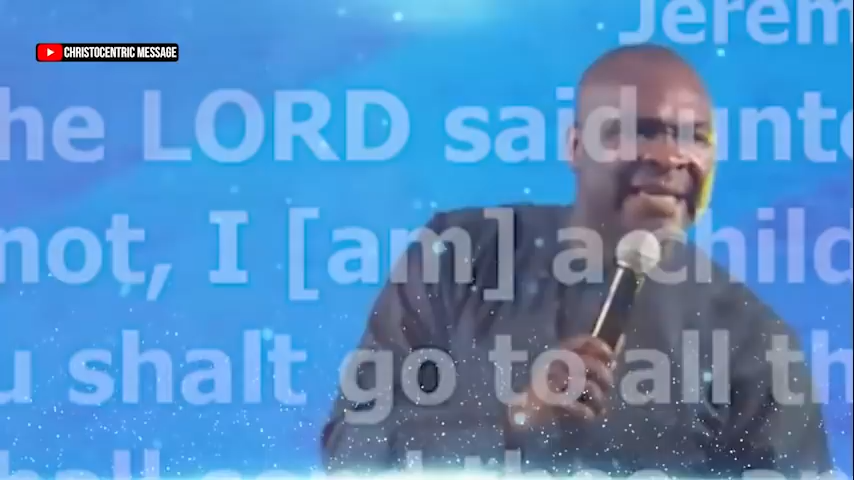 CHRISTOCENTRIC MESSAGE
Jerem
he LORD said unto
not, I [am] a child
u shalt go to all th